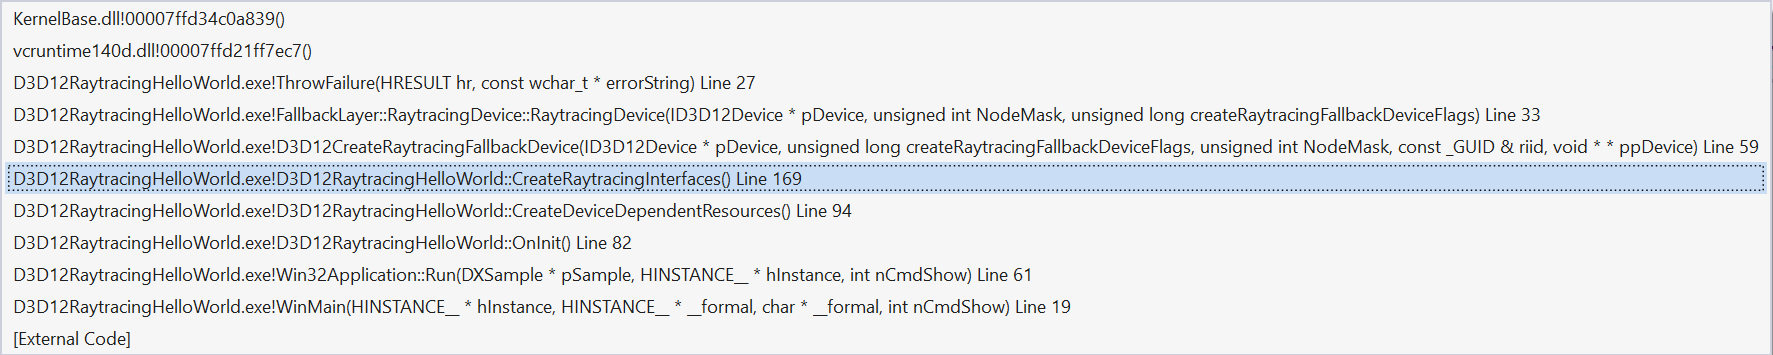 KernelBase.dll!00007ffd34c0a839()
vcruntime140d.dll!00007ffd21ff7ec7()
D3D12RaytracingHelloWorld.exe!ThrowFailure(HRESULT hr, const wchar_t * errorString) Line 27
D3D12RaytracingHelloWorld.exe!FallbackLayer::RaytracingDevice::RaytracingDevice(ID3D12Device * pDevice, unsigned int NodeMask, unsigned long createRaytracingFallbackDeviceFlags) Line 33
D3D12RaytracingHelloWorld.exe!D3D12CreateRaytracingFallbackDevice(ID3D12Device * pDevice, unsigned long createRaytracingFallbackDeviceFlags, unsigned int NodeMask, const _GUID & riid, void * * ppDevice) Line 59
D3D12RaytracingHelloWorld.exe!D3D12RaytracingHelloWorld::CreateRaytracingInterfaces() Line 169
D3D12RaytracingHelloWorld.exe!D3D12RaytracingHelloWorld::CreateDeviceDependentResources() Line 94
D3D12RaytracingHelloWorld.exe!D3D12RaytracingHelloWorld::OnInit() Line 82
D3D12RaytracingHelloWorld.exe!Win32Application::Run(DXSample * pSample, HINSTANCE__ * hInstance, int nCmdShow) Line 61
D3D12RaytracingHelloWorld.exe!WinMain(HINSTANCE__ * hInstance, HINSTANCE__ * __formal, char * __formal, int nCmdShow) Line 19
[External Code]